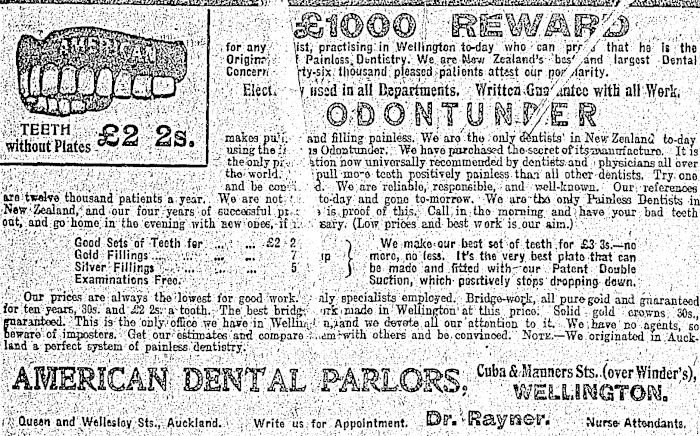 AMERICAN
TEETH
without Plates £2 2s.
£1000 REWARD
for any ist, practising in Wellington to-day who can that he is the
Origin f Painless Dentistry. We are New Zealand's best and largest Dental
Concern rty-six thousand pleased patients attest our popularity.
Elect used in all Departments. Written Guarantee with all Work.
ODONTUNDER
makes and filling painless. We are the only dentists in New Zealand to-day
using the is Odontunder. We have purchased the secret of its manufacture. It is
the only ation now universally recommended by dentists and physicians all over
the world. pull more teeth positively painless than all other dentists. Try one
and be d. We are reliable, responsible, and well-known. Our references
are twelve thousand patients a year. We are not to-day and gone to-morrow. We are the only Painless Dentists in
New Zealand, and our four years of successful is proof of this. Call in the morning and have your bad teeth
out, and go home in the evening with new ones, if sary. (Low prices and best work is our aim.)
Good Sets of Teeth for ... ... £2 2
Gold Fillings ... ... ... 7
Silver Fillings ... ... 5
Examinations Free.
up } We make our best set of teeth for £3 3s.—no
more, no less. It's the very best plate that can
be made and fitted with our Patent Double
Suction, which positively stops dropping down.
Our prices are always the lowest for good work. nly specialists employed. Bridge-work, all pure gold and guaranteed
for ten years, 30s. and £2 2s. a tooth. The best bridg rk made in Wellington at this price. Solid gold crowns 30s.,
guaranteed. This is the only office we have in Wellin n, and we devote all our attention to it. We have no agents, so
beware of imposters. Get our estimates and compare em with others and be convinced. NOTE.—We originated in Auck-
land a perfect system of painless dentistry.
AMERICAN DENTAL PARLORS, Cuba & Manners Sts. (over Winder's),
WELLINGTON.
Queen and Wellesley Sts., Auckland. Write us for Appointment. Dr. Rayner. Nurse Attendants.